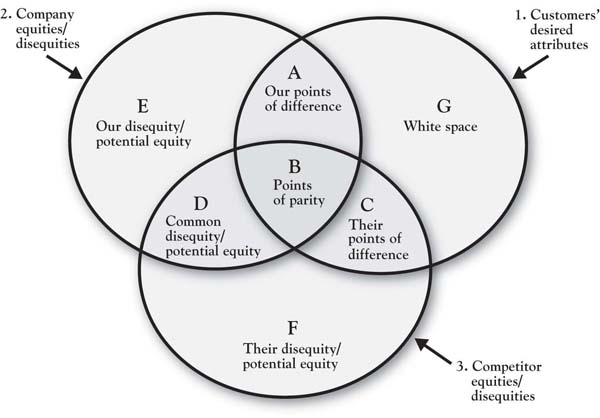 2. Company
equities/
disequities
1. Customers’
desired
attributes
A
Our points
of difference
E
Our disequity/
potential equity
G
White space
B
Points
of parity
D
Common
disequity/
potential equity
C
Their
points of
difference
F
Their disequity/
potential equity
3. Competitor
equities/
disequities